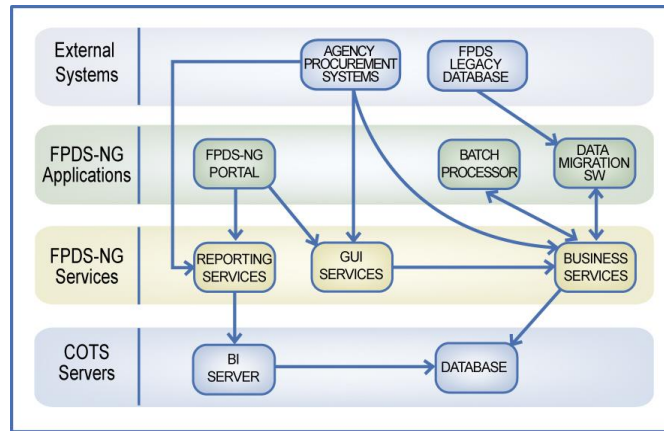 External
Systems
AGENCY
PROCUREMENT
SYSTEMS
FPDS
LEGACY
DATABASE
FPDS-NG
Applications
FPDS-NG
PORTAL
BATCH
PROCESSOR
DATA
MIGRATION
SW
FPDS-NG
Services
REPORTING
SERVICES
GUI
SERVICES
BUSINESS
SERVICES
COTS
Servers
BI
SERVER
DATABASE